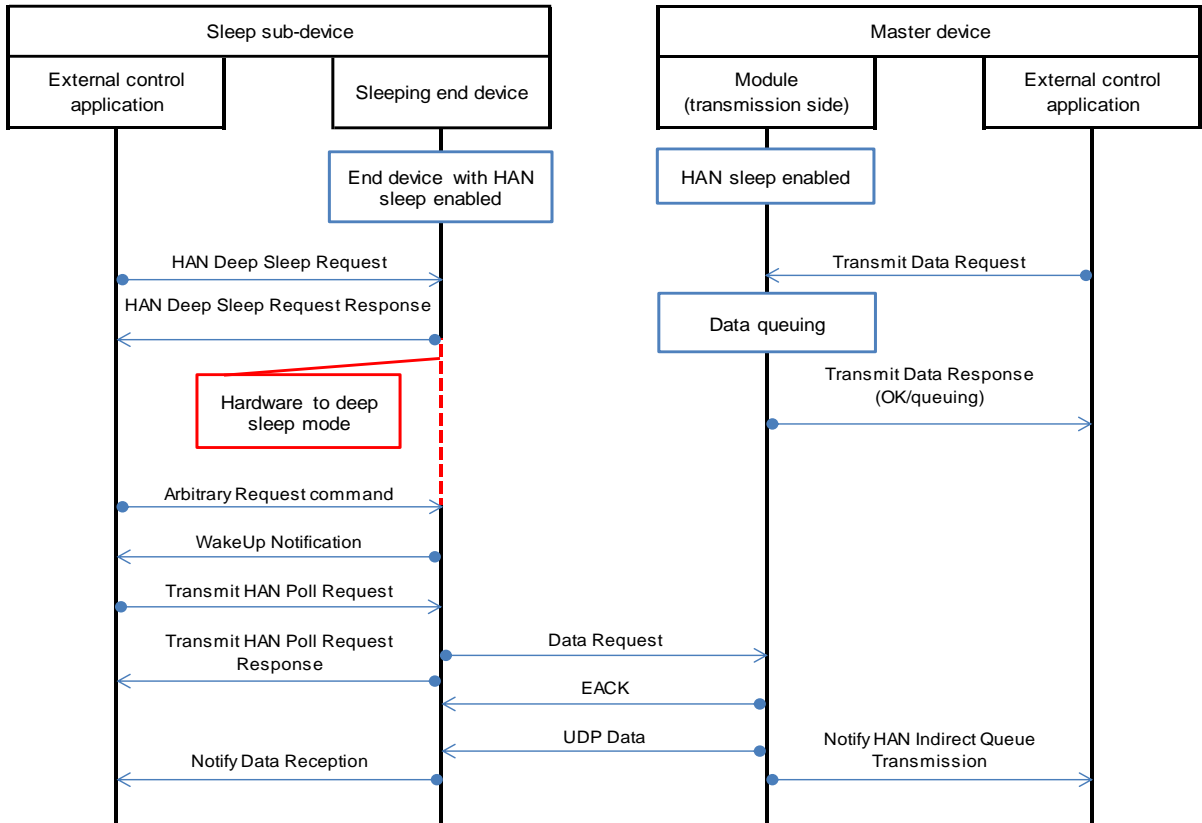 Sleep sub-device
Master device
External control
application
Sleeping end device
Module
(transmission side)
External control
application
End device with HAN
sleep enabled
HAN sleep enabled
HAN Deep Sleep Request
Transmit Data Request
HAN Deep Sleep Request Response
Data queuing
Hardware to deep
sleep mode
Transmit Data Response
(OK/queuing)
Arbitrary Request command
WakeUp Notification
Transmit HAN Poll Request
Transmit HAN Poll Request
Response
Data Request
EACK
UDP Data
Notify Data Reception
Notify HAN Indirect Queue
Transmission